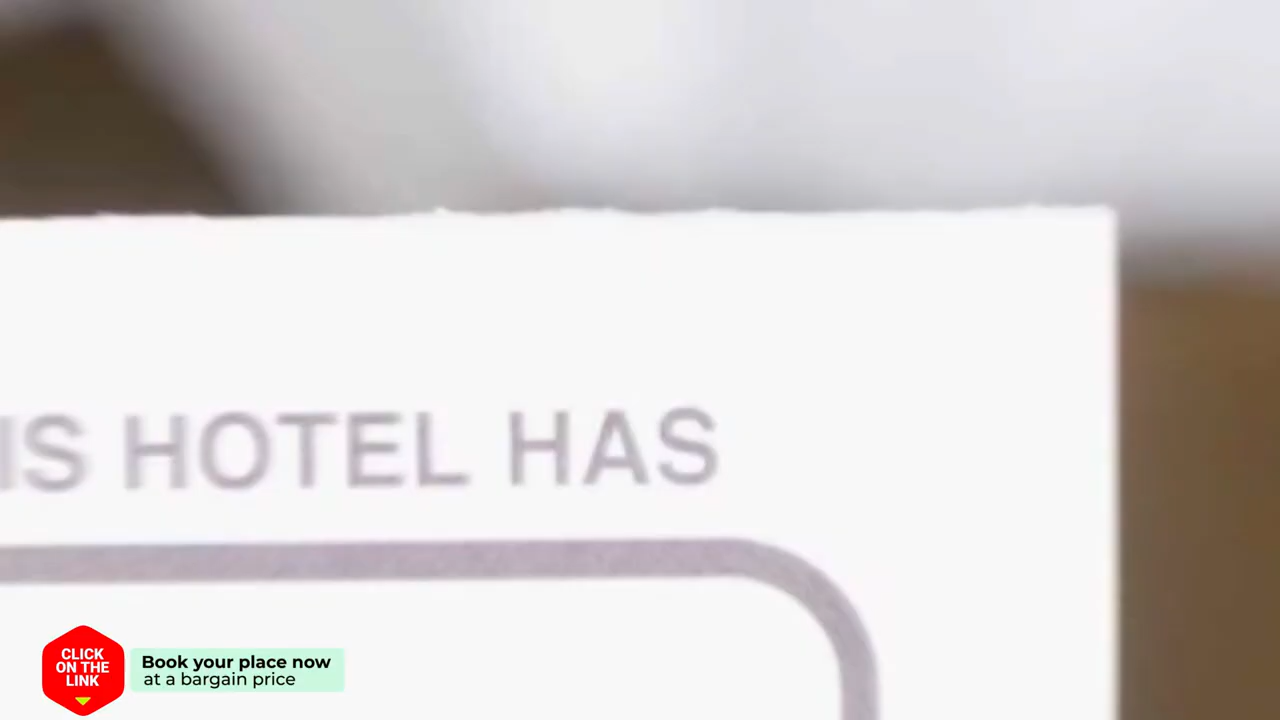 IS HOTEL HAS
CLICK
ON THE
LINK
Book your place now
at a bargain price